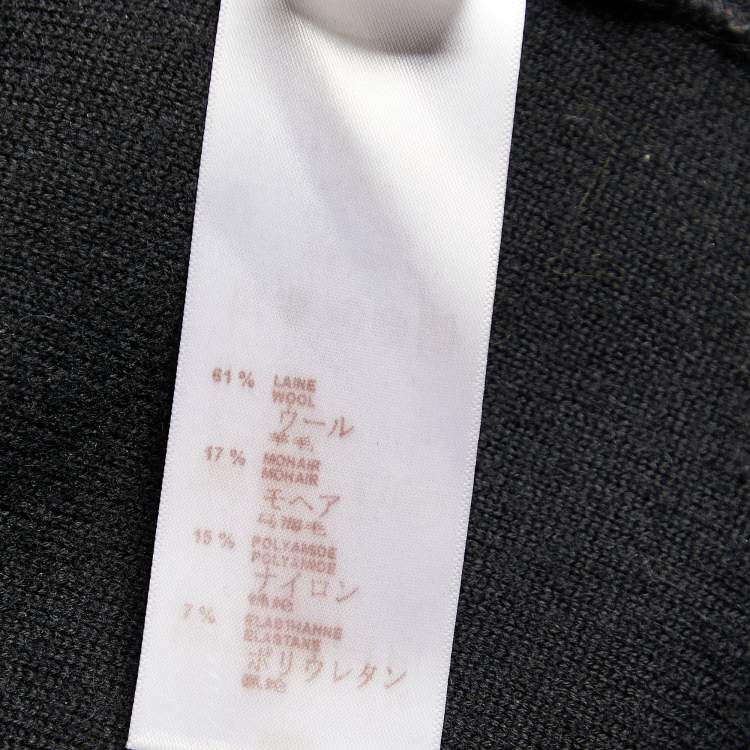 61 % LAINE
WOOL
ウール
羊毛
17 % MOHAIR
MOHAIR
モヘア
马海毛
15 % POLYAMIDE
POLYAMIDE
ナイロン
7 % ELASTHANNE
ELASTANE
ポリウレタン